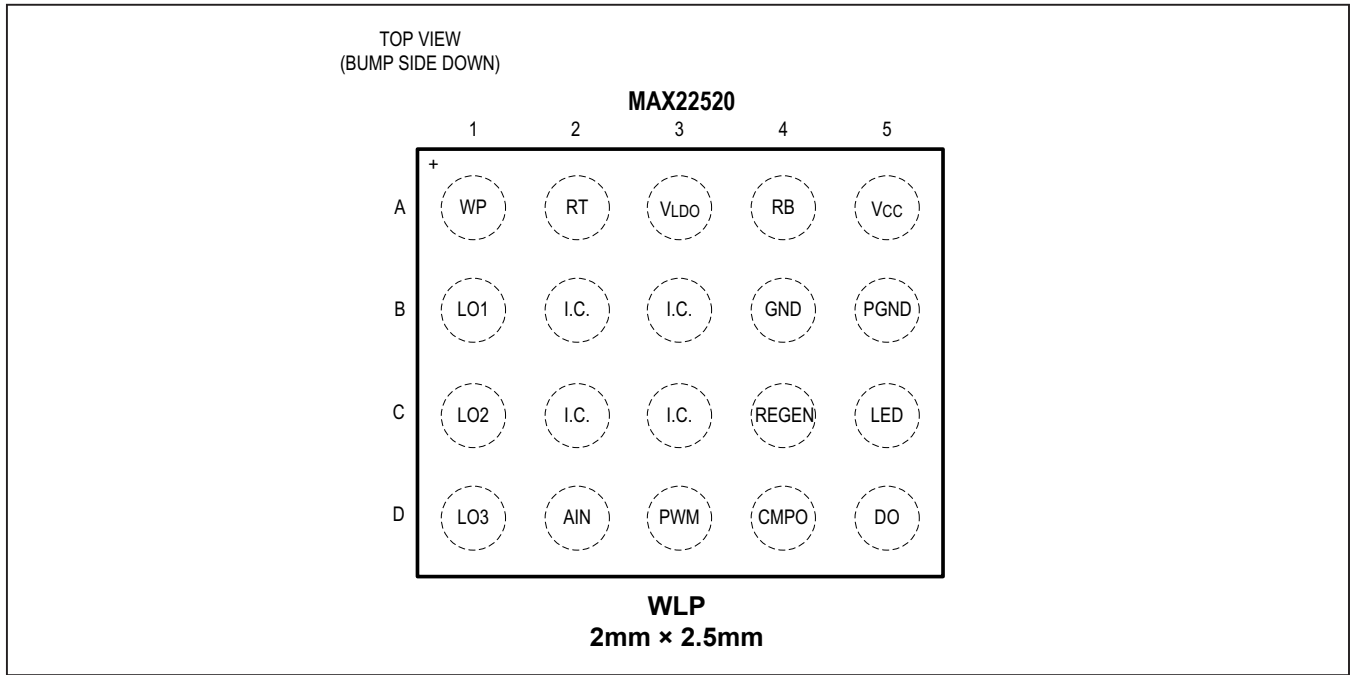 TOP VIEW
(BUMP SIDE DOWN)
MAX22520
1 2 3 4 5
+
A WP RT VLDO RB VCC
B LO1 I.C. I.C. GND PGND
C LO2 I.C. I.C. REGEN LED
D LO3 AIN PWM CMPO DO
WLP
2mm × 2.5mm